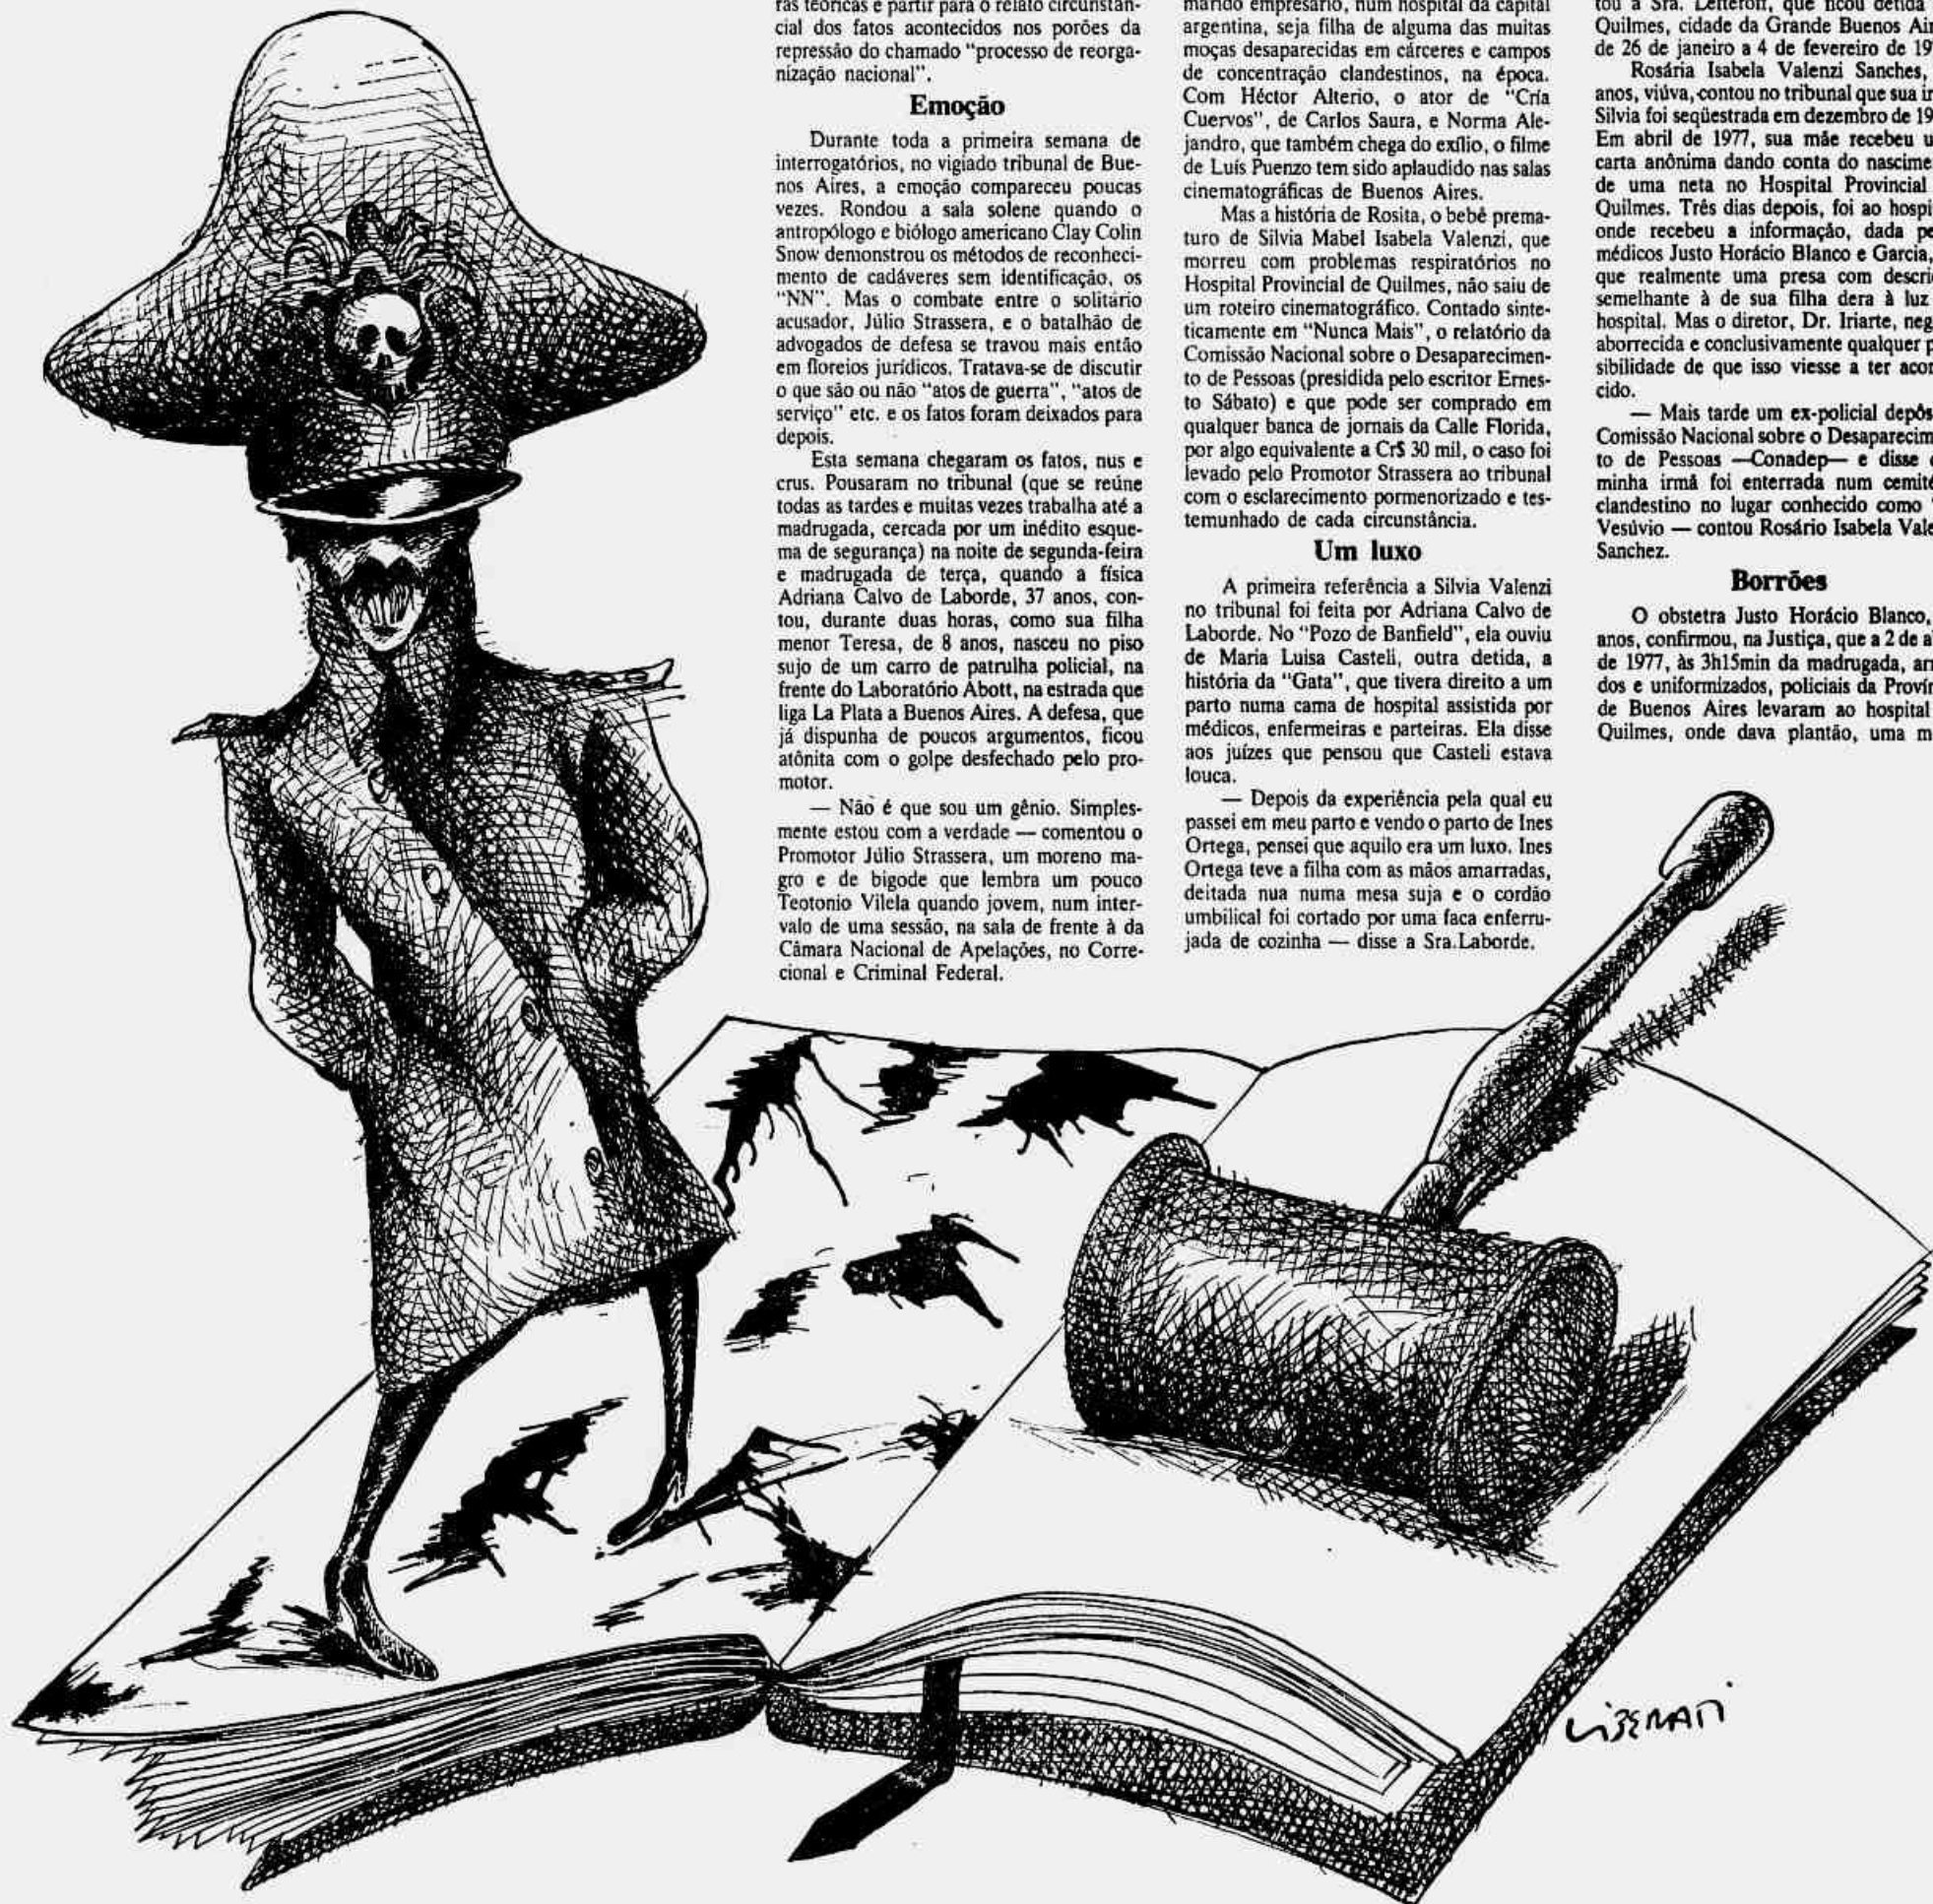 ras teóricas e partir para o relato circunstan-
cial dos fatos acontecidos nos porões da
repressão do chamado "processo de reorga-
nização nacional".
Emoção
Durante toda a primeira semana de
interrogatórios, no vigiado tribunal de Bue-
nos Aires, a emoção compareceu poucas
vezes. Rondou a sala solene quando o
antropólogo e biólogo americano Clay Colin
Snow demonstrou os métodos de reconheci-
mento de cadáveres sem identificação, os
"NN". Mas o combate entre o solitário
acusador, Júlio Strassera, e o batalhão de
advogados de defesa se travou mais então
em floreios jurídicos. Tratava-se de discutir
o que são ou não "atos de guerra", "atos de
serviço" etc. e os fatos foram deixados para
depois.
Esta semana chegaram os fatos, nus e
crus. Pousaram no tribunal (que se reúne
todas as tardes e muitas vezes trabalha até a
madrugada, cercada por um inédito esque-
ma de segurança) na noite de segunda-feira
e madrugada de terça, quando a física
Adriana Calvo de Laborde, 37 anos, con-
tou, durante duas horas, como sua filha
menor Teresa, de 8 anos, nasceu no piso
sujo de um carro de patrulha policial, na
frente do Laboratório Abott, na estrada que
liga La Plata a Buenos Aires. A defesa, que
já dispunha de poucos argumentos, ficou
atônita com o golpe desfechado pelo pro-
motor.
— Não é que sou um gênio. Simples-
mente estou com a verdade — comentou o
Promotor Júlio Strassera, um moreno ma-
gro e de bigode que lembra um pouco
Teotonio Vilela quando jovem, num inter-
valo de uma sessão, na sala de frente à da
Câmara Nacional de Apelações, no Corre-
cional e Criminal Federal.
marido empresário, num hospital da capital
argentina, seja filha de alguma das muitas
moças desaparecidas em cárceres e campos
de concentração clandestinos, na época.
Com Héctor Alterio, o ator de "Cría
Cuervos", de Carlos Saura, e Norma Ale-
jandro, que também chega do exílio, o filme
de Luís Puenzo tem sido aplaudido nas salas
cinematográficas de Buenos Aires.
Mas a história de Rosita, o bebê prema-
turo de Silvia Mabel Isabela Valenzi, que
morreu com problemas respiratórios no
Hospital Provincial de Quilmes, não saiu de
um roteiro cinematográfico. Contado sinte-
ticamente em "Nunca Mais", o relatório da
Comissão Nacional sobre o Desaparecimen-
to de Pessoas (presidida pelo escritor Ernes-
to Sábato) e que pode ser comprado em
qualquer banca de jornais da Calle Florida,
por algo equivalente a Cr$ 30 mil, o caso foi
levado pelo Promotor Strassera ao tribunal
com o esclarecimento pormenorizado e tes-
temunhado de cada circunstância.
Um luxo
A primeira referência a Silvia Valenzi
no tribunal foi feita por Adriana Calvo de
Laborde. No "Pozo de Banfield", ela ouviu
de Maria Luisa Casteli, outra detida, a
história da "Gata", que tivera direito a um
parto numa cama de hospital assistida por
médicos, enfermeiras e parteiras. Ela disse
aos juízes que pensou que Casteli estava
louca.
— Depois da experiência pela qual eu
passei em meu parto e vendo o parto de Ines
Ortega, pensei que aquilo era um luxo. Ines
Ortega teve a filha com as mãos amarradas,
deitada nua numa mesa suja e o cordão
umbilical foi cortado por uma faca enferru-
jada de cozinha — disse a Sra.Laborde.
tou a Sra. que ficou detida
Quilmes, cidade da Grande Buenos Air
de 26 de janeiro a 4 de fevereiro de 19
Rosária Isabela Valenzi Sanches,
anos, viúva, contou no tribunal que sua ir
Silvia foi seqüestrada em dezembro de 19
Em abril de 1977, sua mãe recebeu u
carta anônima dando conta do nascime
de uma neta no Hospital Provincial
Quilmes. Três dias depois, foi ao hospi
onde recebeu a informação, dada pe
médicos Justo Horácio Blanco e Garcia,
que realmente uma presa com descri
semelhante à de sua filha dera à luz
hospital. Mas o diretor, Dr. Iriarte, neg
aborrecida e conclusivamente qualquer p
sibilidade de que isso viesse a ter acon
cido.
— Mais tarde um ex-policial depôs
Comissão Nacional sobre o Desaparecim
to de Pessoas —Conadep— e disse
minha irmã foi enterrada num cemité
clandestino no lugar conhecido como
Vesúvio — contou Rosário Isabela Vale
Sanchez.
Borrões
O obstetra Justo Horácio Blanco,
anos, confirmou, na Justiça, que a 2 de a
de 1977, às 3h15min da madrugada, ar
dos e uniformizados, policiais da Proví
de Buenos Aires levaram ao hospital
Quilmes, onde dava plantão, uma m
LIBERATI